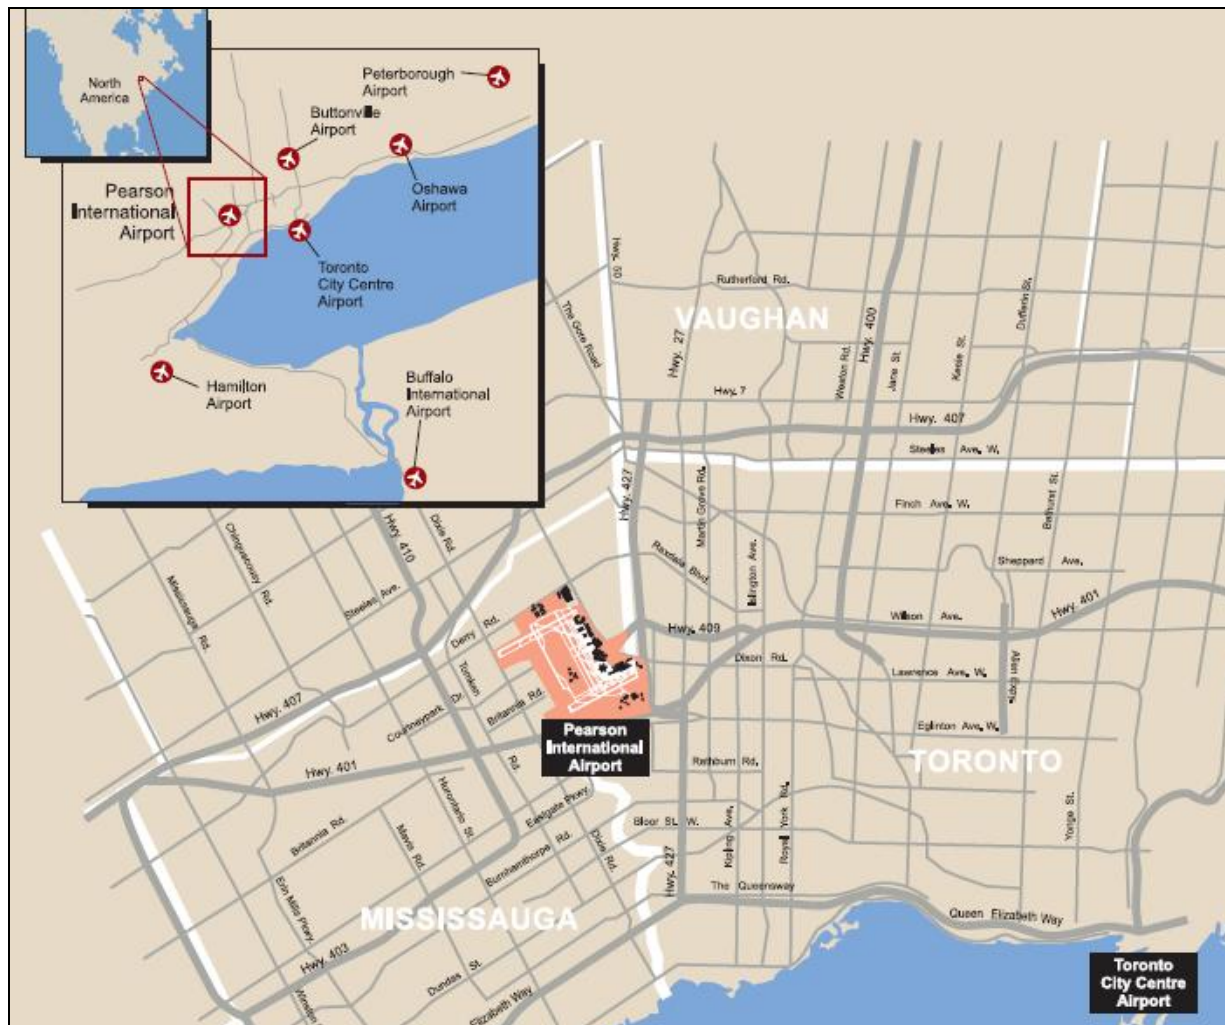 North
America
Peterborough
Airport
Buttonville
Airport
Oshawa
Airport
Pearson
International
Airport
Toronto
City Centre
Airport
Hamilton
Airport
Buffalo
International
Airport
Hwy. 50
The Gore Road
Rutherford Rd.
VAUGHAN
Hwy. 27
Hwy. 7
Weston Rd.
Hwy. 400
Jane St.
Keele St.
Dufferin St.
Hwy. 407
Steeles Ave. W.
Hwy. 427
Martin Grove Rd.
Finch Ave. W.
Bathurst St.
Sheppard Ave.
Islington Ave.
Hwy. 401
Wilson Ave.
Hwy. 409
Dixon Rd.
Lawrence Ave. W.
Allen Expy.
Eglinton Ave. W.
TORONTO
Hwy 410
Dixie Rd.
Chinguacousy Rd.
Mississauga Rd.
Steeles Ave.
Derry Rd.
Tomken
Rd.
Courtneypark Dr.
Britannia Rd.
Hwy. 407
Hwy. 401
Pearson
International
Airport
Rathburn Rd.
Hurontario St.
Eastgate Pkwy.
Bloor St. W.
Kipling Ave.
Royal York Rd.
Yonge St.
Britannia Rd.
Mavis Rd.
Burnhamthorpe Rd.
Dixie Rd.
Hwy. 427
The Queensway
Erin Mills Pkwy.
MISSISSAUGA
Queen Elizabeth Way
Hwy. 403
Dundas St.
Elizabeth Way
Toronto
City Centre
Airport